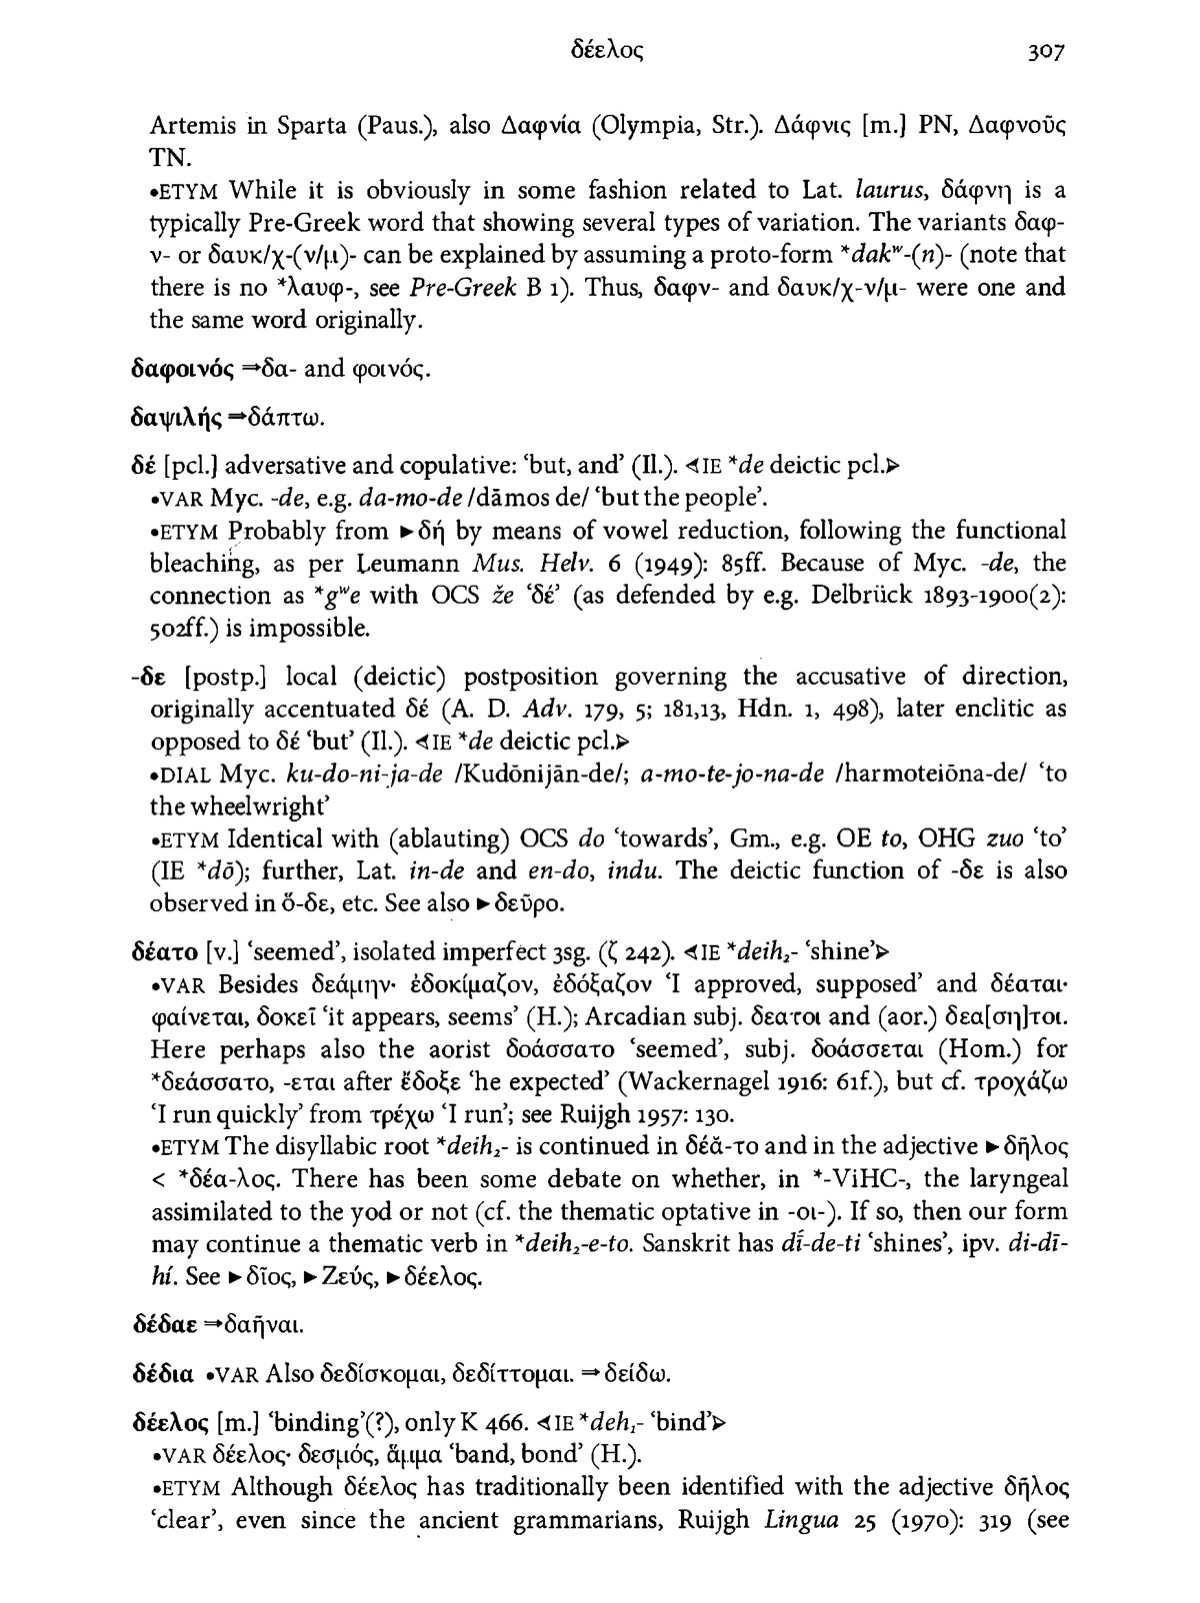 δέελος 307
Artemis in Sparta (Paus.), also Δαφνία (Olympia, Str.). Δάφνις [m.] PN, Δαφνοῦς
TN.
•ETYM While it is obviously in some fashion related to Lat. laurus, δάφνη is a
typically Pre-Greek word that showing several types of variation. The variants δαφ-
ν- or δαυκ/χ-(ν/μ)- can be explained by assuming a proto-form *dakʷ-(n)- (note that
there is no *λαυφ-, see Pre-Greek B 1). Thus, δαφν- and δαυκ/χ-ν/μ- were one and
the same word originally.
δαφοινός ⇒δα- and φοινός.
δαψιλής ⇒δάπτω.
δέ [pcl.] adversative and copulative: ‘but, and’ (Il.). ⊲IE *de deictic pcl.⊳
•VAR Myc. -de, e.g. da-mo-de /dāmos de/ ‘but the people’.
•ETYM Probably from ►δή by means of vowel reduction, following the functional
bleaching, as per Leumann Mus. Helv. 6 (1949): 85ff. Because of Myc. -de, the
connection as *gʷe with OCS že ‘δέ’ (as defended by e.g. Delbrück 1893-1900(2):
502ff.) is impossible.
-δε [postp.] local (deictic) postposition governing the accusative of direction,
originally accentuated δέ (A. D. Adv. 179, 5; 181,13, Hdn. 1, 498), later enclitic as
opposed to δέ ‘but’ (Il.). ⊲IE *de deictic pcl.⊳
•DIAL Myc. ku-do-ni-ja-de /Kudōnijān-de/; a-mo-te-jo-na-de /harmoteiōna-de/ ‘to
the wheelwright’
•ETYM Identical with (ablauting) OCS do ‘towards’, Gm., e.g. OE to, OHG zuo ‘to’
(IE *dō); further, Lat. in-de and en-do, indu. The deictic function of -δε is also
observed in ὅ-δε, etc. See also ►δεῦρο.
δέατο [v.] ‘seemed’, isolated imperfect 3sg. (ζ 242). ⊲IE *deih₂- ‘shine’⊳
•VAR Besides δεάμην· ἐδοκίμαζον, ἐδόξαζον ‘I approved, supposed’ and δέαται·
φαίνεται, δοκεῖ ‘it appears, seems’ (H.); Arcadian subj. δεατοι and (aor.) δεα[ση]τοι.
Here perhaps also the aorist δοάσσατο ‘seemed’, subj. δοάσσεται (Hom.) for
*δεάσσατο, -εται after ἔδοξε ‘he expected’ (Wackernagel 1916: 61f.), but cf. τροχάζω
‘I run quickly’ from τρέχω ‘I run’; see Ruijgh 1957: 130.
•ETYM The disyllabic root *deih₂- is continued in δέᾰ-το and in the adjective ►δῆλος
< *δέα-λος. There has been some debate on whether, in *-ViHC-, the laryngeal
assimilated to the yod or not (cf. the thematic optative in -οι-). If so, then our form
may continue a thematic verb in *deih₂-e-to. Sanskrit has dī́-de-ti ‘shines’, ipv. di-dī-
hí. See ►δῖος, ►Ζεύς, ►δέελος.
δέδαε ⇒δαῆναι.
δέδια •VAR Also δεδίσκομαι, δεδίττομαι. ⇒δείδω.
δέελος [m.] ‘binding’(?), only K 466. ⊲IE *deh₁- ‘bind’⊳
•VAR δέελος· δεσμός, ἅμμα ‘band, bond’ (H.).
•ETYM Although δέελος has traditionally been identified with the adjective δῆλος
‘clear’, even since the ancient grammarians, Ruijgh Lingua 25 (1970): 319 (see